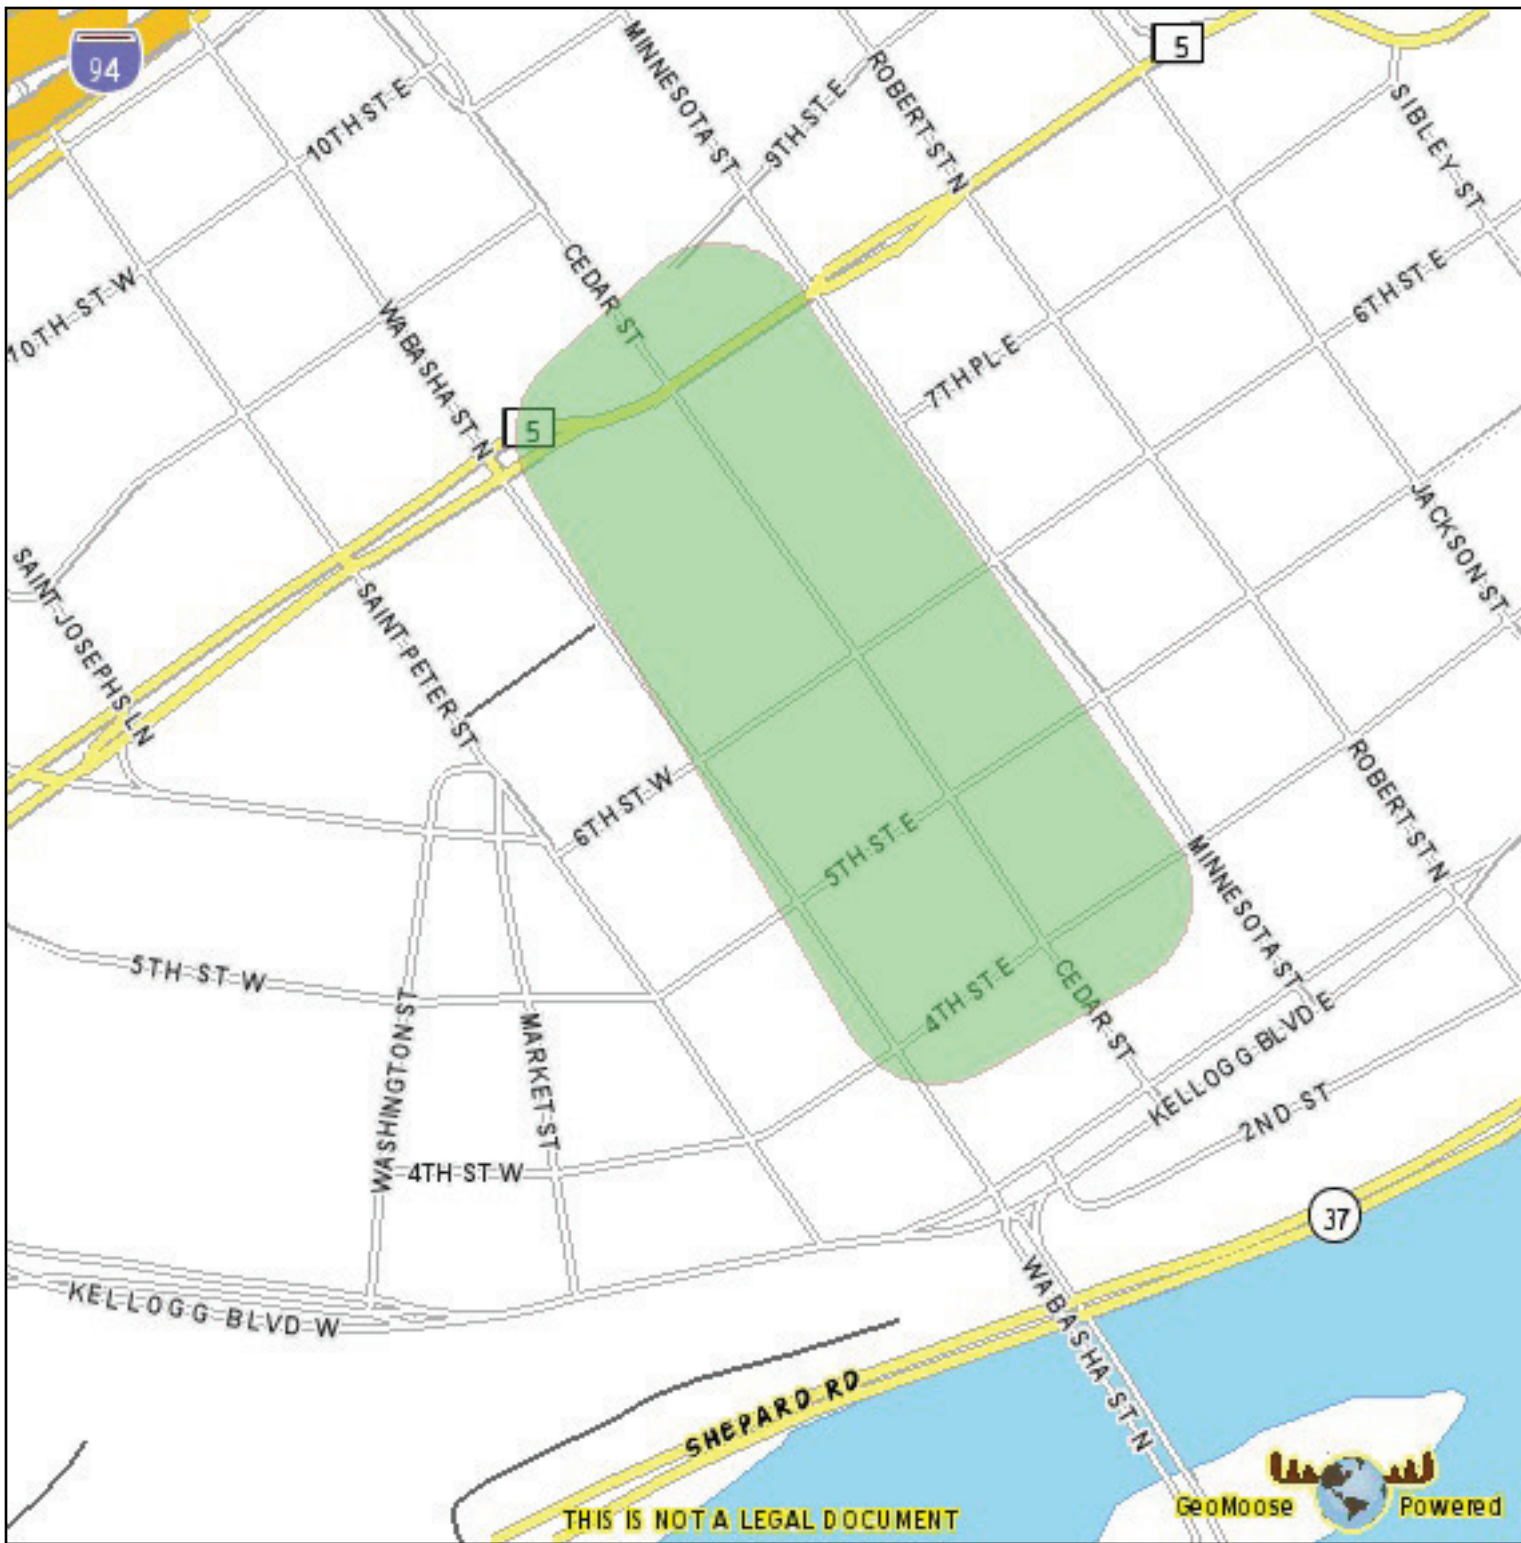 94
5
MINNESOTA ST
ROBERT ST N
10TH ST E
9TH ST E
SIBLEY ST
10TH ST W
CEDAR ST
WABASHA ST N
6TH ST E
7TH PL E
5
JACKSON ST
SAINT JOSEPHS LN
SAINT PETER ST
6TH ST W
5TH ST E
ROBERT ST N
MINNESOTA ST
5TH ST W
4TH ST E
CEDAR ST
WASHINGTON ST
MARKET ST
KELLOGG BLVD E
2ND ST
4TH ST W
37
KELLOGG BLVD W
WABASHA ST N
SHEPARD RD
THIS IS NOT A LEGAL DOCUMENT
GeoMoose Powered